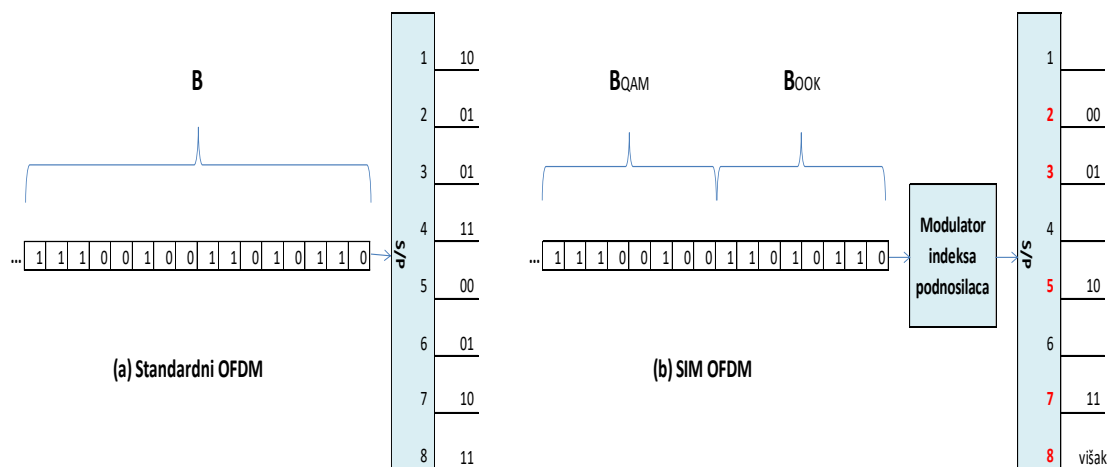 B
... 1 1 1 0 0 1 0 0 1 1 0 1 0 1 1 0
S/P
1 10
2 01
3 01
4 11
5 00
6 01
7 10
8 11
(a) Standardni OFDM
BQAM
BOOK
... 1 1 1 0 0 1 0 0 1 1 0 1 0 1 1 0
Modulator
indeksa
podnosilaca
S/P
1
2 00
3 01
4
5 10
6
7 11
8 višak
(b) SIM OFDM